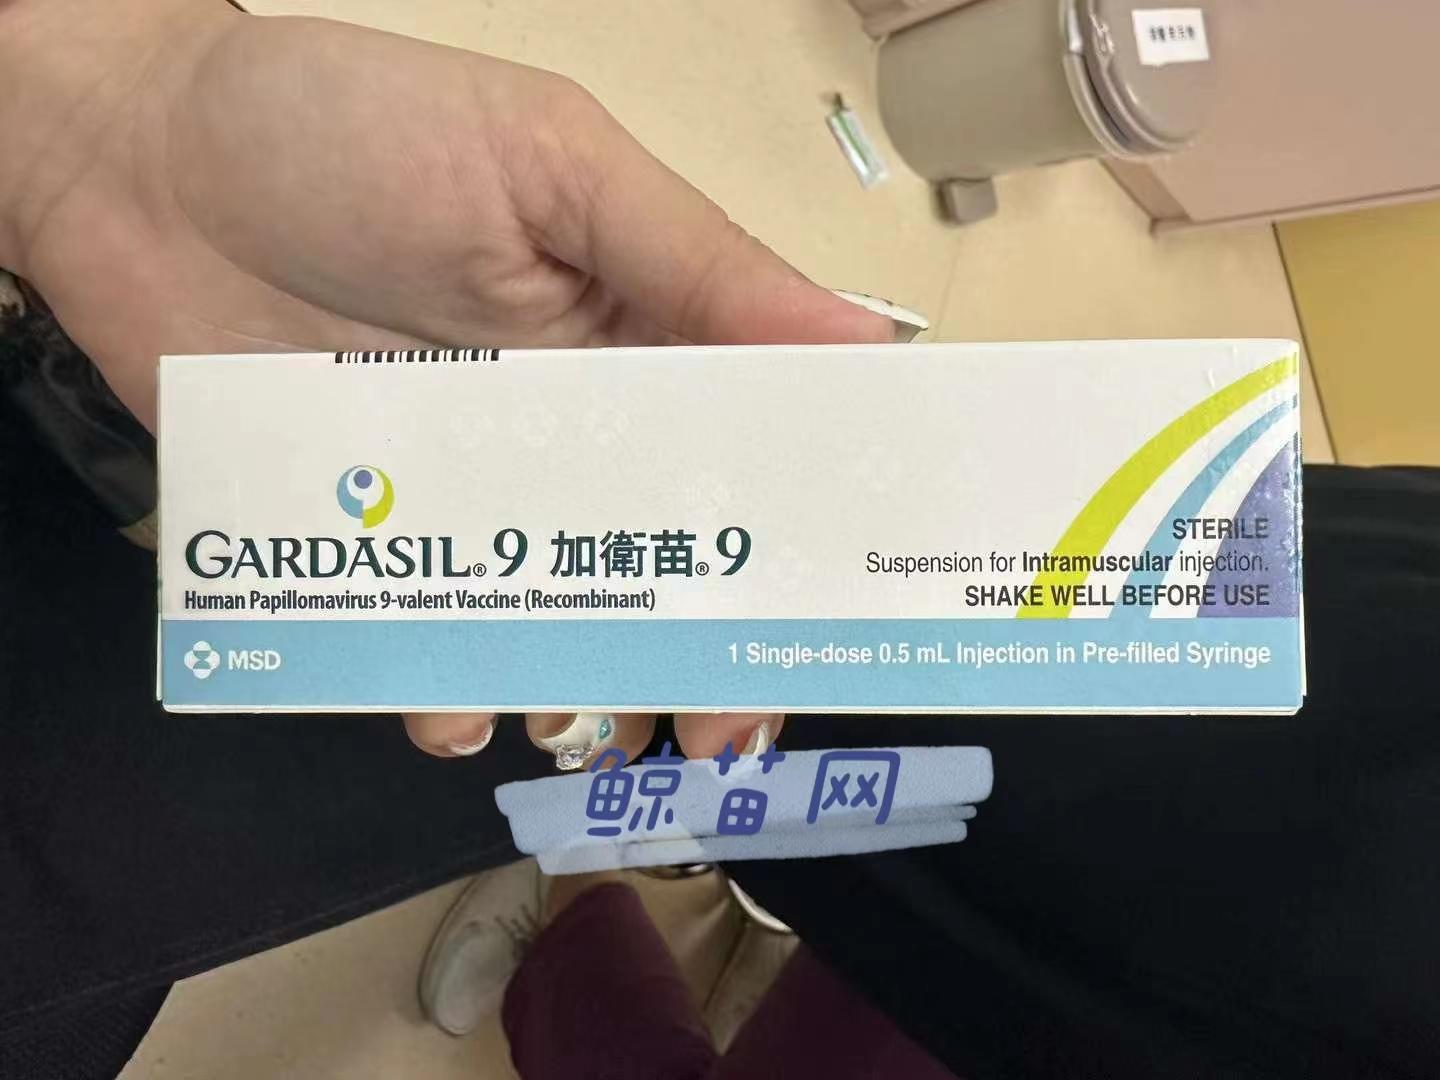 GARDASIL® 9 加衛苗® 9
Human Papillomavirus 9-valent Vaccine (Recombinant)
STERILE
Suspension for Intramuscular injection.
SHAKE WELL BEFORE USE
MSD
1 Single-dose 0.5 mL Injection in Pre-filled Syringe
鲸苗网